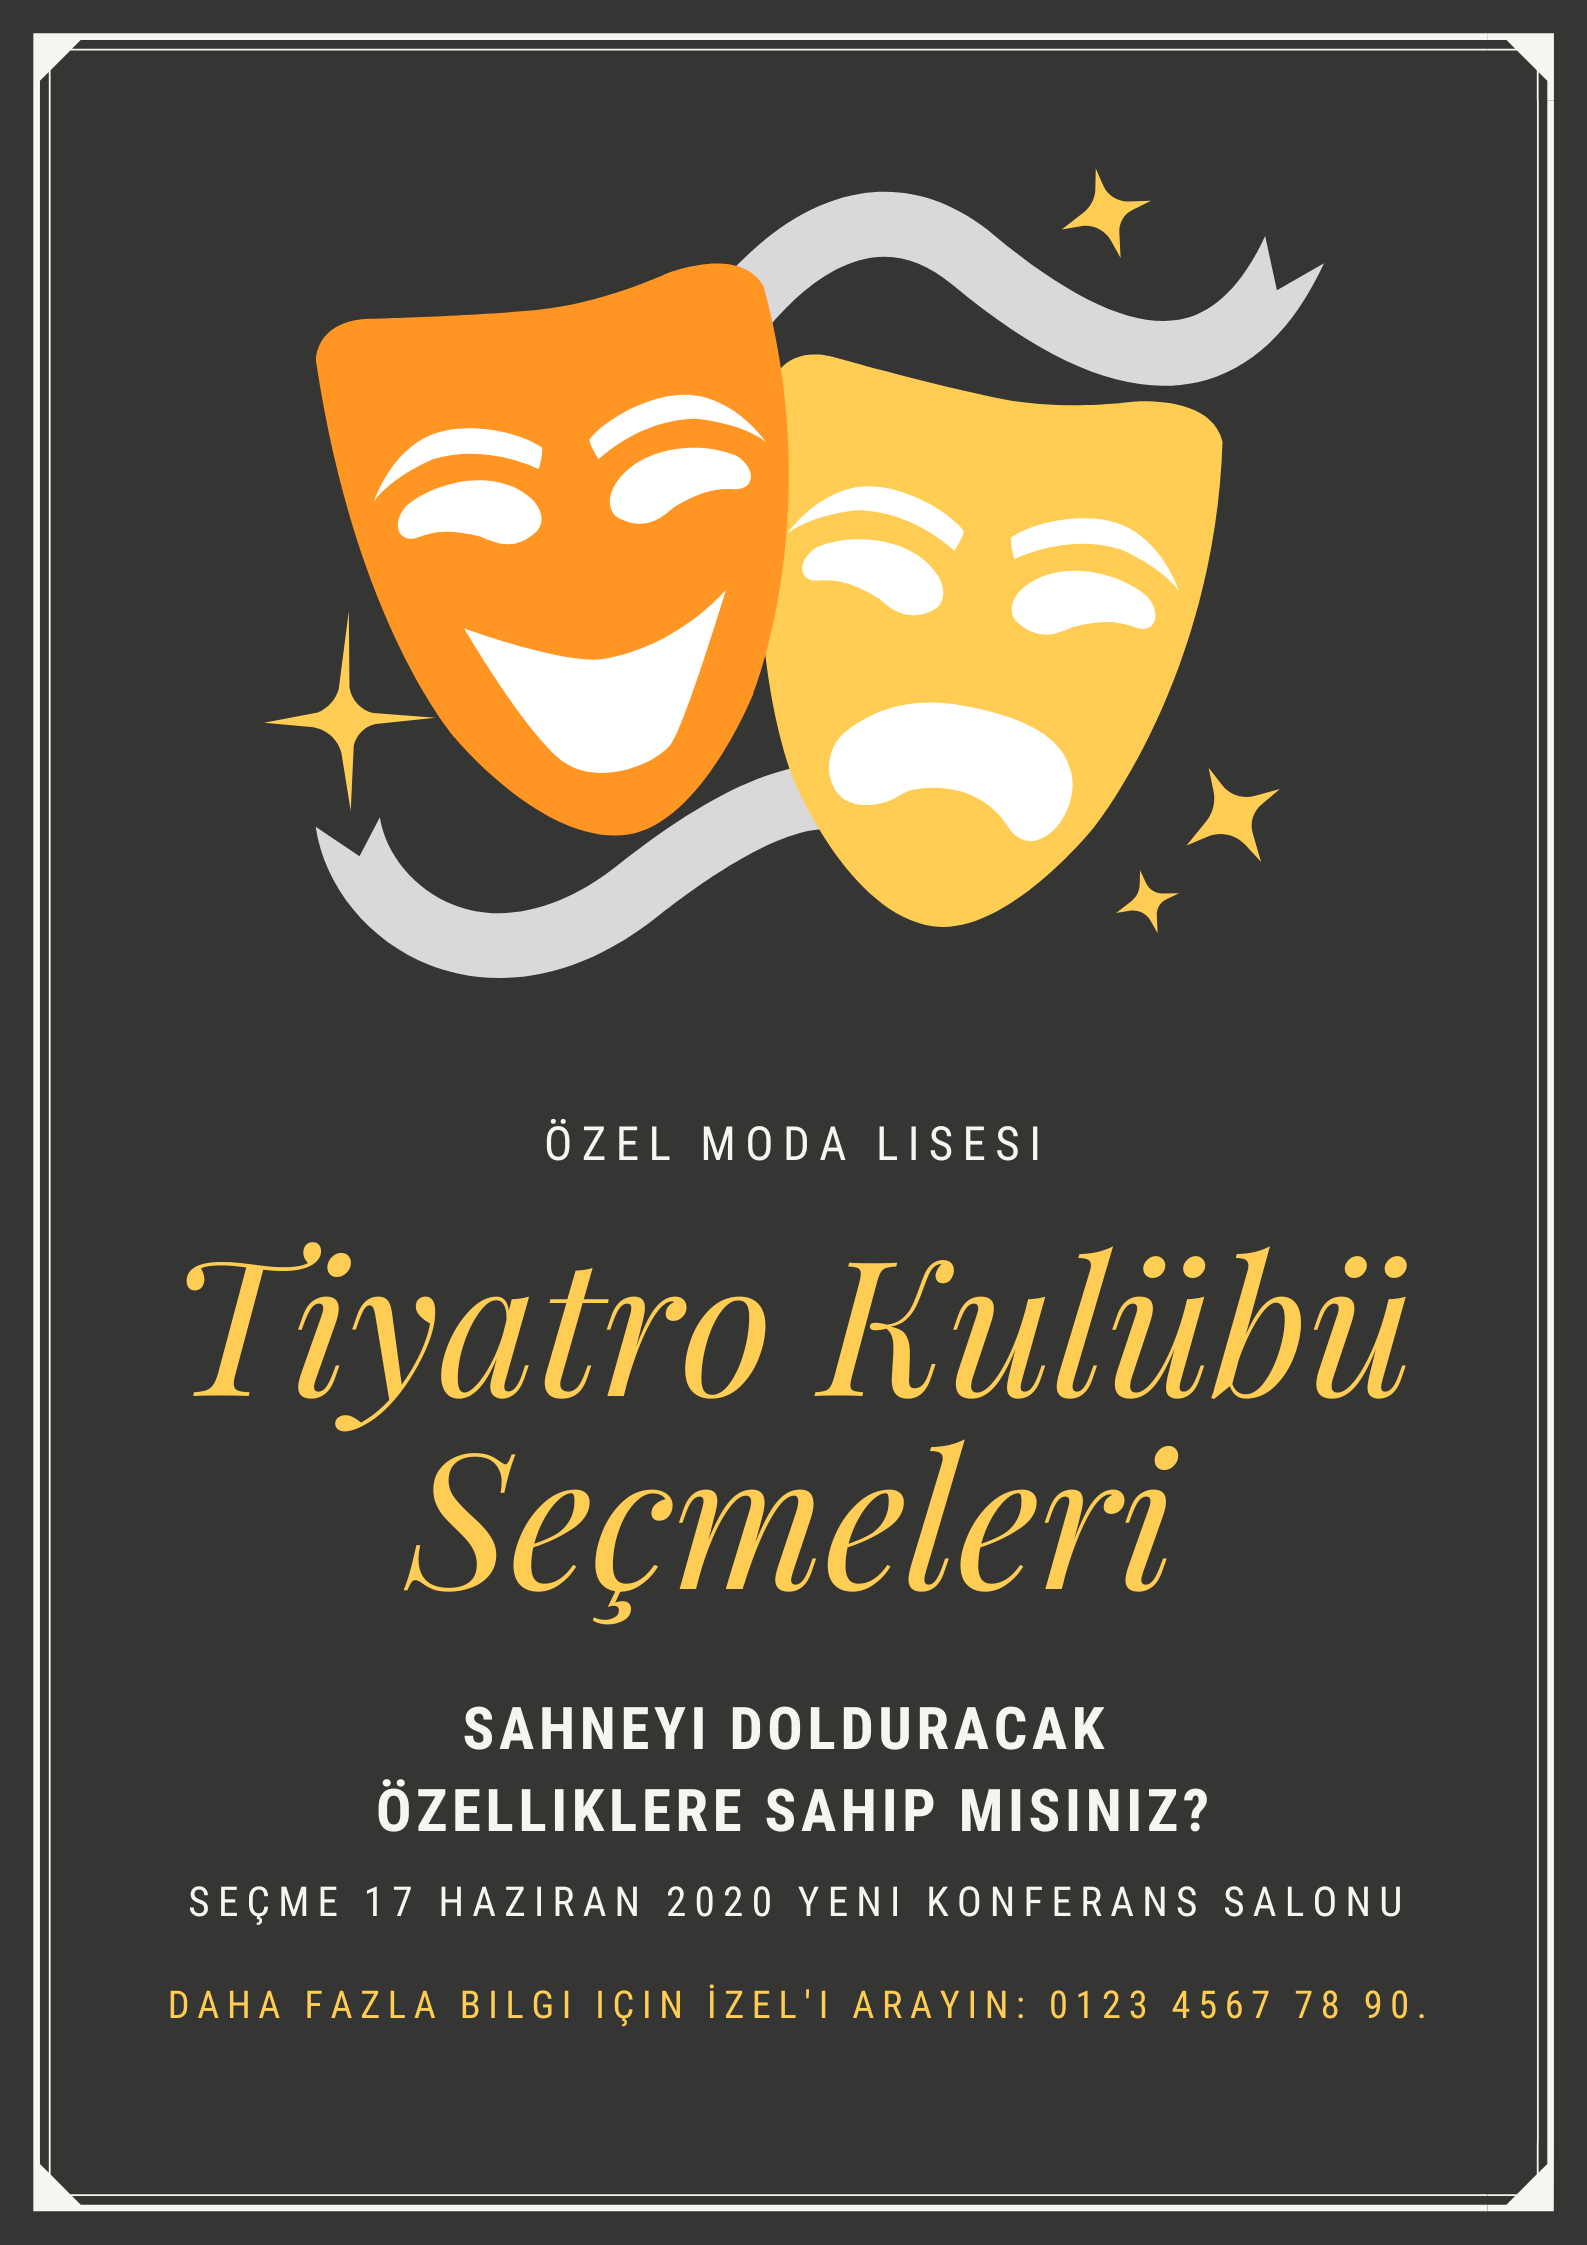 ÖZEL MODA LISESI
Tiyatro Kulübü
Seçmeleri
SAHNEYI DOLDURACAK
ÖZELLIKLERE SAHIP MISINIZ?
SEÇME 17 HAZIRAN 2020 YENI KONFERANS SALONU
DAHA FAZLA BILGI IÇIN İZEL'I ARAYIN: 0123 4567 78 90.